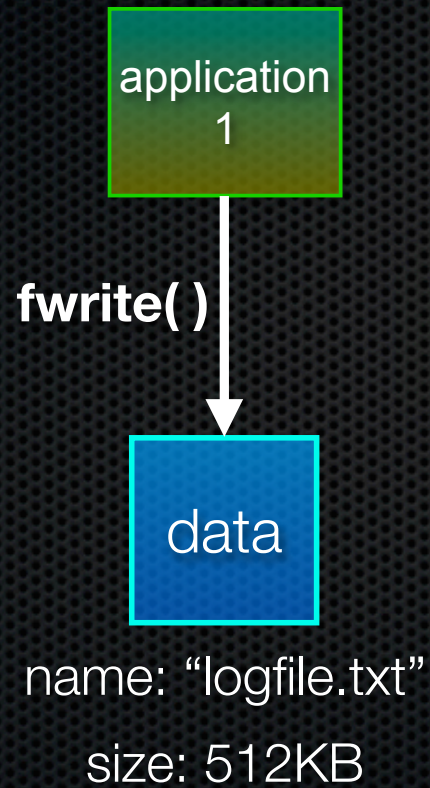 application
1
fwrite( )
data
name: “logfile.txt”
size: 512KB